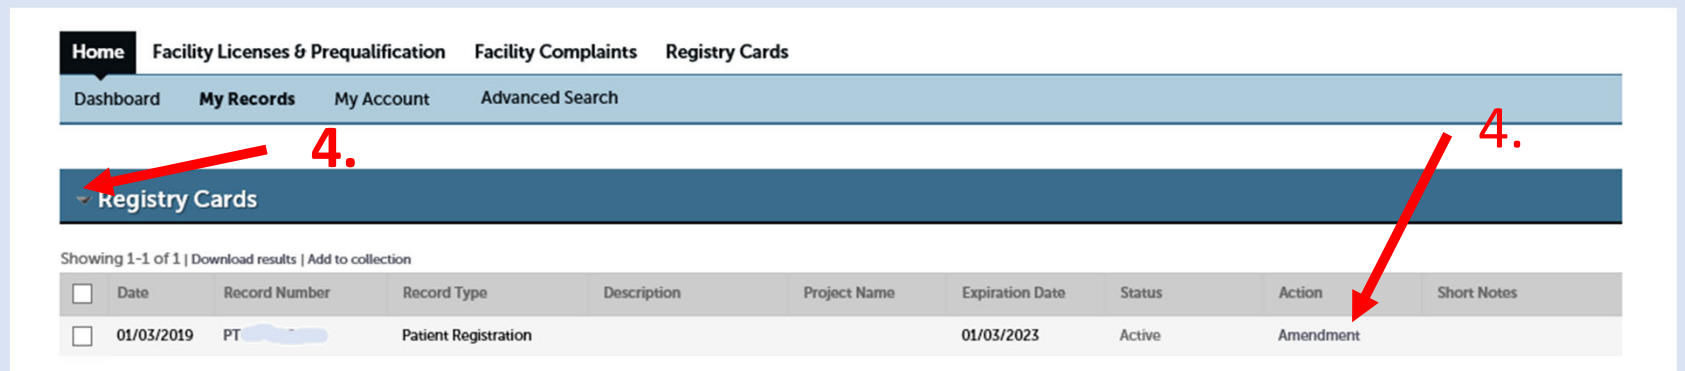 Home Facility Licenses & Prequalification Facility Complaints Registry Cards
Dashboard My Records My Account Advanced Search
4. 4.
Registry Cards
Showing 1-1 of 1 | Download results | Add to collection
Date Record Number Record Type Description Project Name Expiration Date Status Action Short Notes
01/03/2019 PT Patient Registration 01/03/2023 Active Amendment